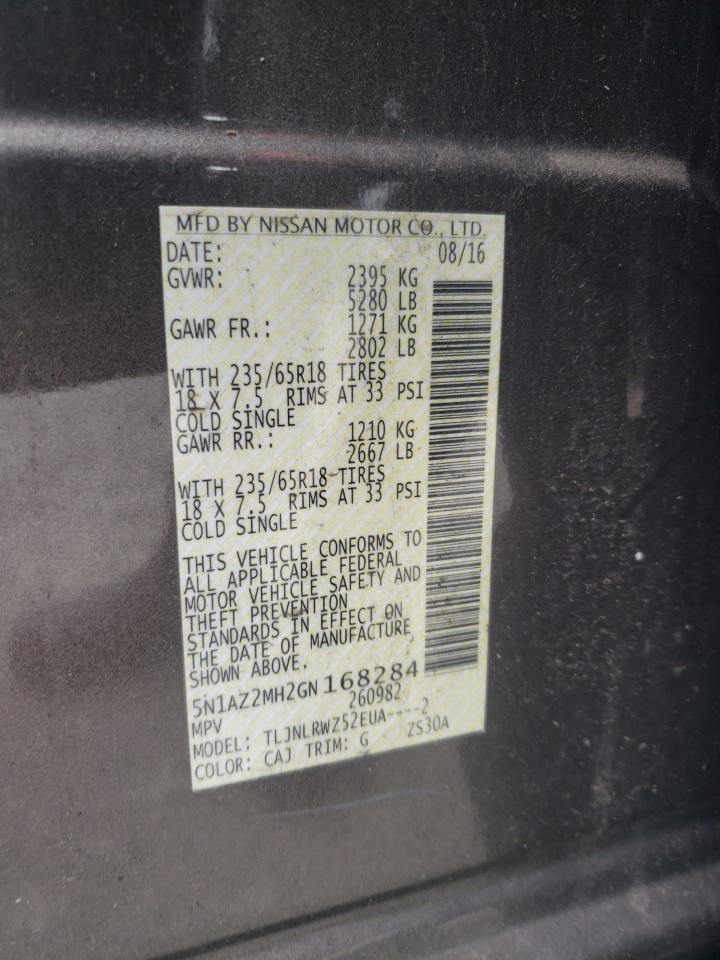 MFD BY NISSAN MOTOR CO., LTD.
DATE: 08/16
GVWR: 2395 KG
5280 LB
GAWR FR.: 1271 KG
2802 LB
WITH 235/65R18 TIRES
18 X 7.5 RIMS AT 33 PSI
COLD SINGLE
GAWR RR.: 1210 KG
2667 LB
WITH 235/65R18 TIRES
18 X 7.5 RIMS AT 33 PSI
COLD SINGLE
THIS VEHICLE CONFORMS TO
ALL APPLICABLE FEDERAL
MOTOR VEHICLE SAFETY AND
THEFT PREVENTION
STANDARDS IN EFFECT ON
THE DATE OF MANUFACTURE
SHOWN ABOVE.
5N1AZ2MH2GN168284
MPV 260982
MODEL: TLJNLRWZ52EUA----2
COLOR: CAJ TRIM: G ZS30A